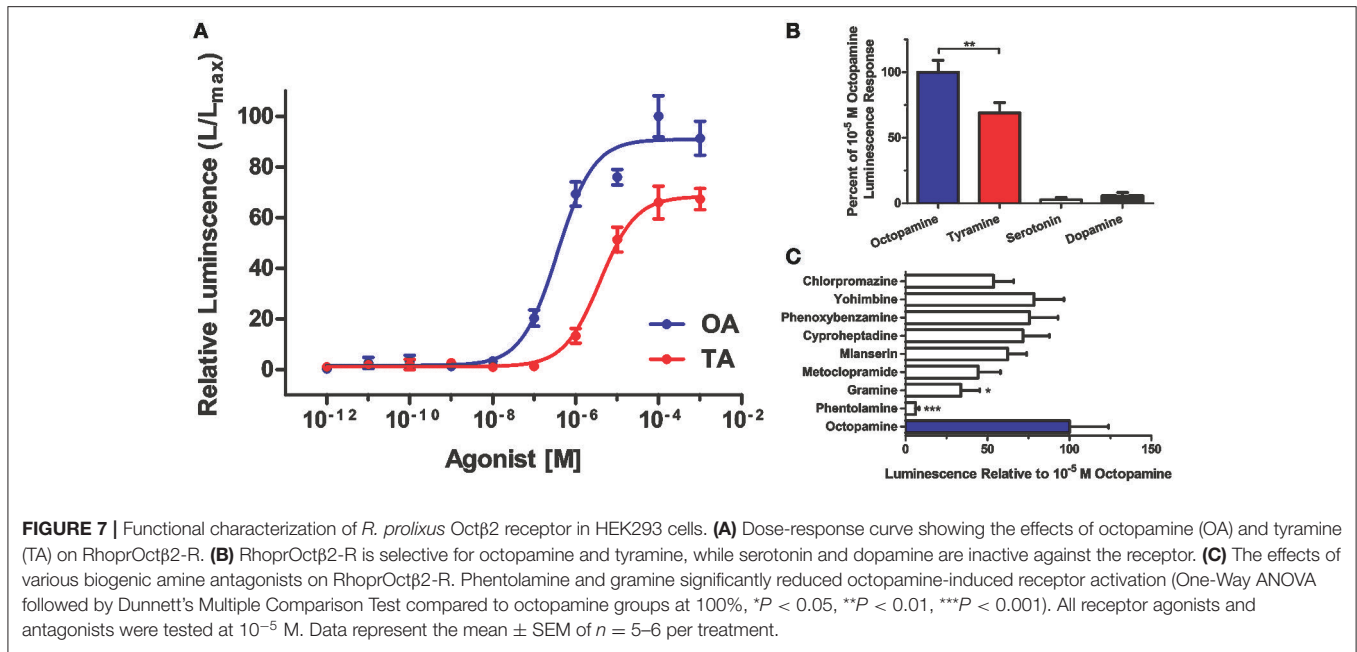 A
Relative Luminscence (L/Lmax)
100
80
60
40
20
0
OA
TA
10-12
10-10
10-8
10-6
10-4
10-2
Agonist [M]
B
Percent of 10-5 M Octopamine
Luminescence Response
100
50
0
**
Octopamine
Tyramine
Serotonin
Dopamine
C
Chlorpromazine
Yohimbine
Phenoxybenzamine
Cyproheptadine
Mianserin
Metoclopramide
Gramine *
Phentolamine ***
Octopamine
0 50 100 150
Luminescence Relative to 10-5 M Octopamine
FIGURE 7 | Functional characterization of R. prolixus Octβ2 receptor in HEK293 cells. (A) Dose-response curve showing the effects of octopamine (OA) and tyramine
(TA) on RhoprOctβ2-R. (B) RhoprOctβ2-R is selective for octopamine and tyramine, while serotonin and dopamine are inactive against the receptor. (C) The effects of
various biogenic amine antagonists on RhoprOctβ2-R. Phentolamine and gramine significantly reduced octopamine-induced receptor activation (One-Way ANOVA
followed by Dunnett's Multiple Comparison Test compared to octopamine groups at 100%, *P < 0.05, **P < 0.01, ***P < 0.001). All receptor agonists and
antagonists were tested at 10−5 M. Data represent the mean ± SEM of n = 5–6 per treatment.